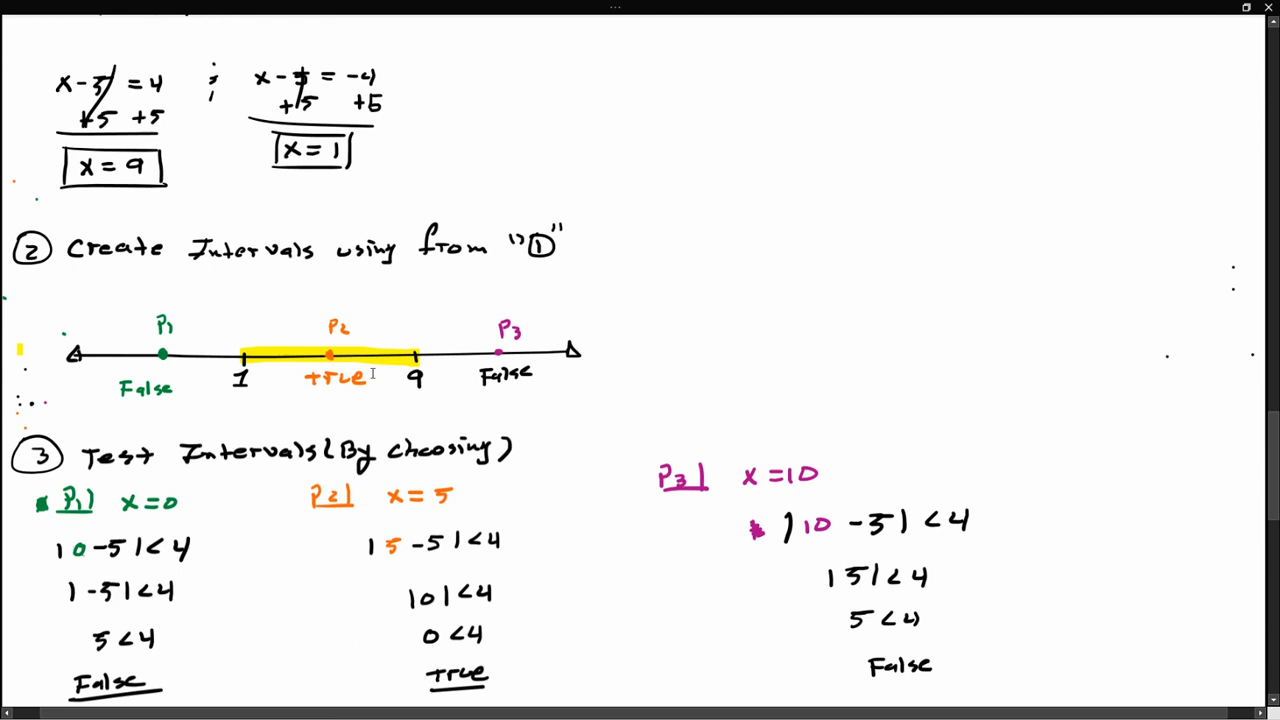 x - 5 = 4 ; x - 5 = -4
+5 +5 +5 +5
x = 9 x = 1
② Create Intervals using from "①"
P1 P2 P3
False 1 true 9 False
③ Test Intervals (By choosing)
P1) x = 0 P2) x = 5 P3) x = 10
|0 - 5| < 4 |5 - 5| < 4 |10 - 5| < 4
|-5| < 4 |0| < 4 |5| < 4
5 < 4 0 < 4 5 < 4
False True False